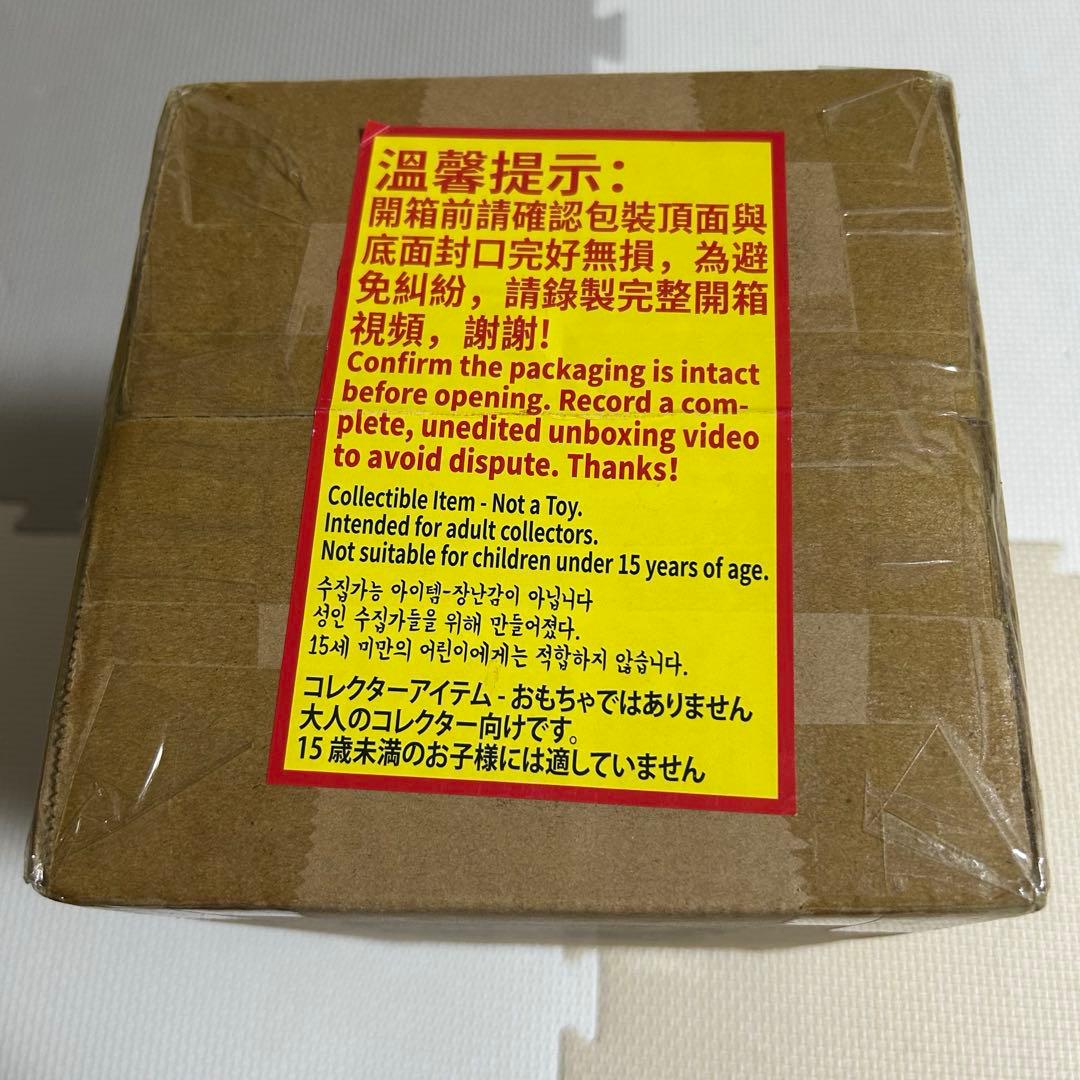 溫馨提示：
開箱前請確認包裝頂面與
底面封口完好無損，為避
免糾紛，請錄製完整開箱
視頻，謝謝！
Confirm the packaging is intact
before opening. Record a com-
plete, unedited unboxing video
to avoid dispute. Thanks!
Collectible Item - Not a Toy.
Intended for adult collectors.
Not suitable for children under 15 years of age.
수집가능 아이템-장난감이 아닙니다
성인 수집가들을 위해 만들어졌다.
15세 미만의 어린이에게는 적합하지 않습니다.
コレクターアイテム - おもちゃではありません
大人のコレクター向けです。
15 歳未満のお子様には適していません